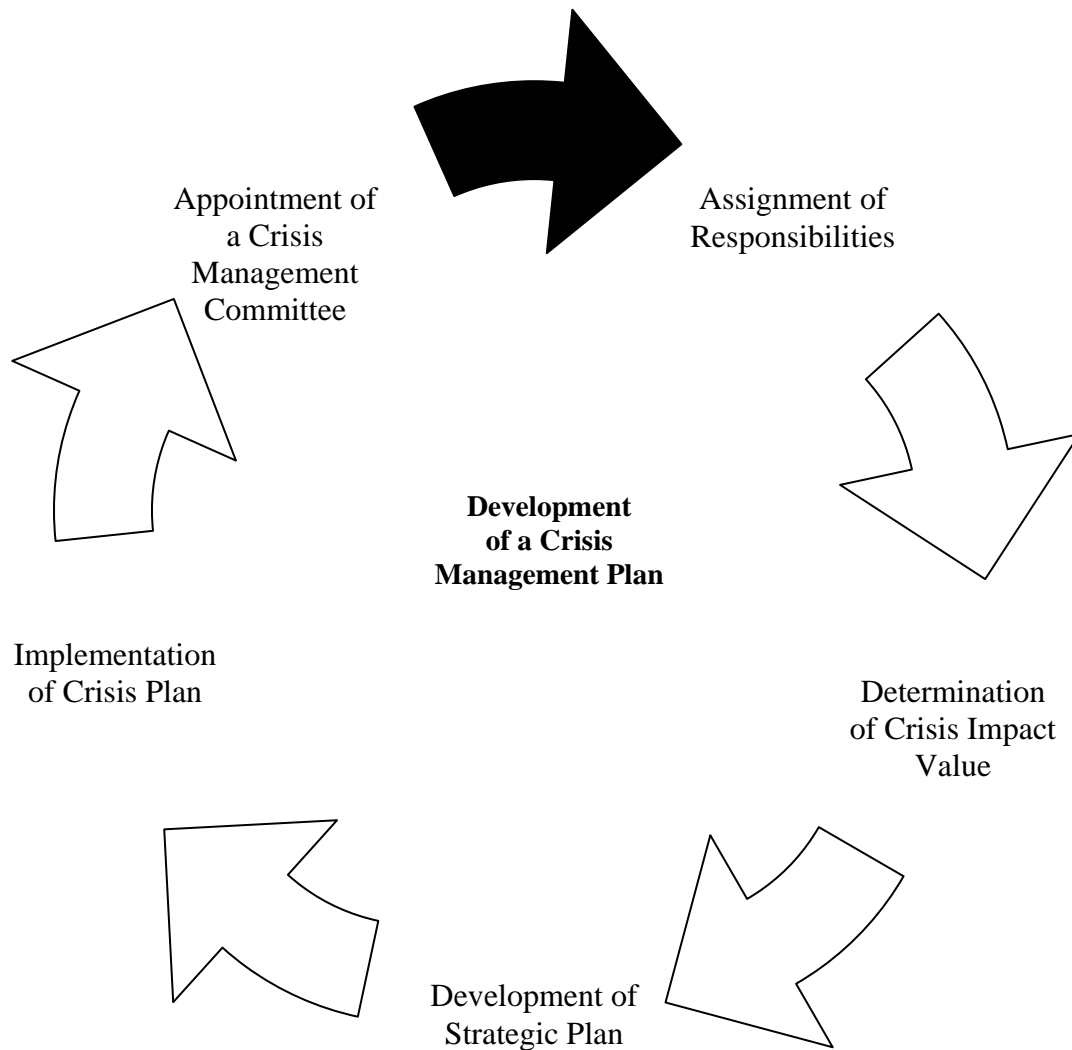 Appointment of
a Crisis
Management
Committee
Assignment of
Responsibilities
Development
of a Crisis
Management Plan
Implementation
of Crisis Plan
Determination
of Crisis Impact
Value
Development of
Strategic Plan